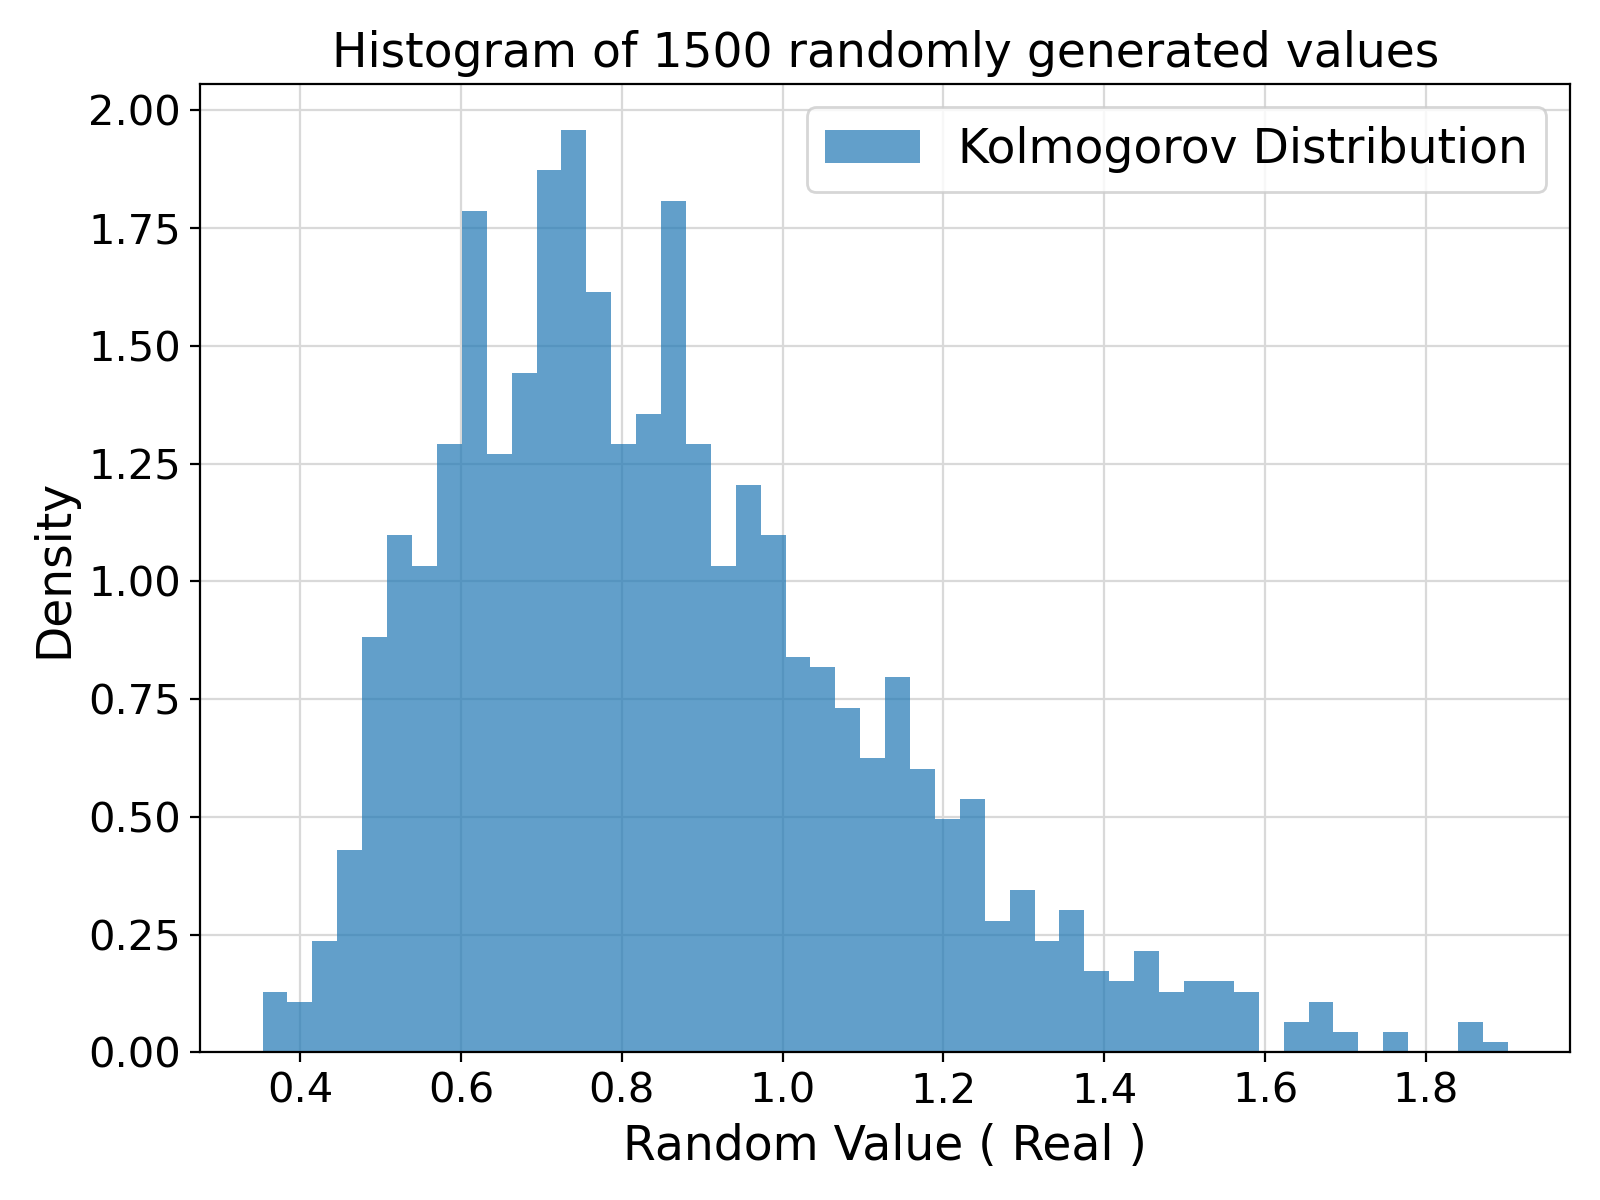 Histogram of 1500 randomly generated values
Kolmogorov Distribution
2.00
1.75
1.50
1.25
1.00
0.75
0.50
0.25
0.00
Density
0.4 0.6 0.8 1.0 1.2 1.4 1.6 1.8
Random Value ( Real )